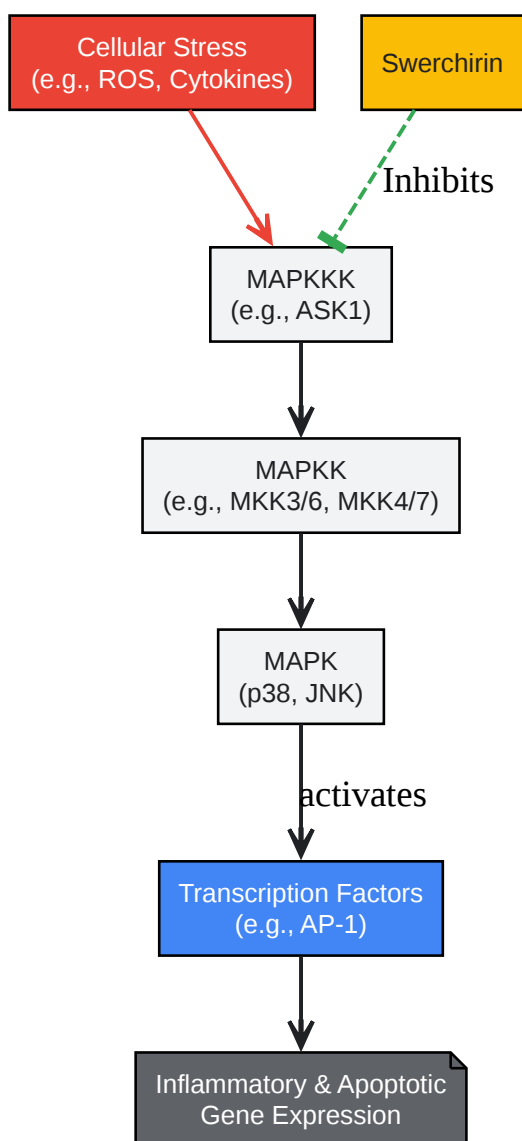 Cellular Stress
(e.g., ROS, Cytokines)
Swerchirin
Inhibits
MAPKKK
(e.g., ASK1)
MAPKK
(e.g., MKK3/6, MKK4/7)
MAPK
(p38, JNK)
activates
Transcription Factors
(e.g., AP-1)
Inflammatory & Apoptotic
Gene Expression